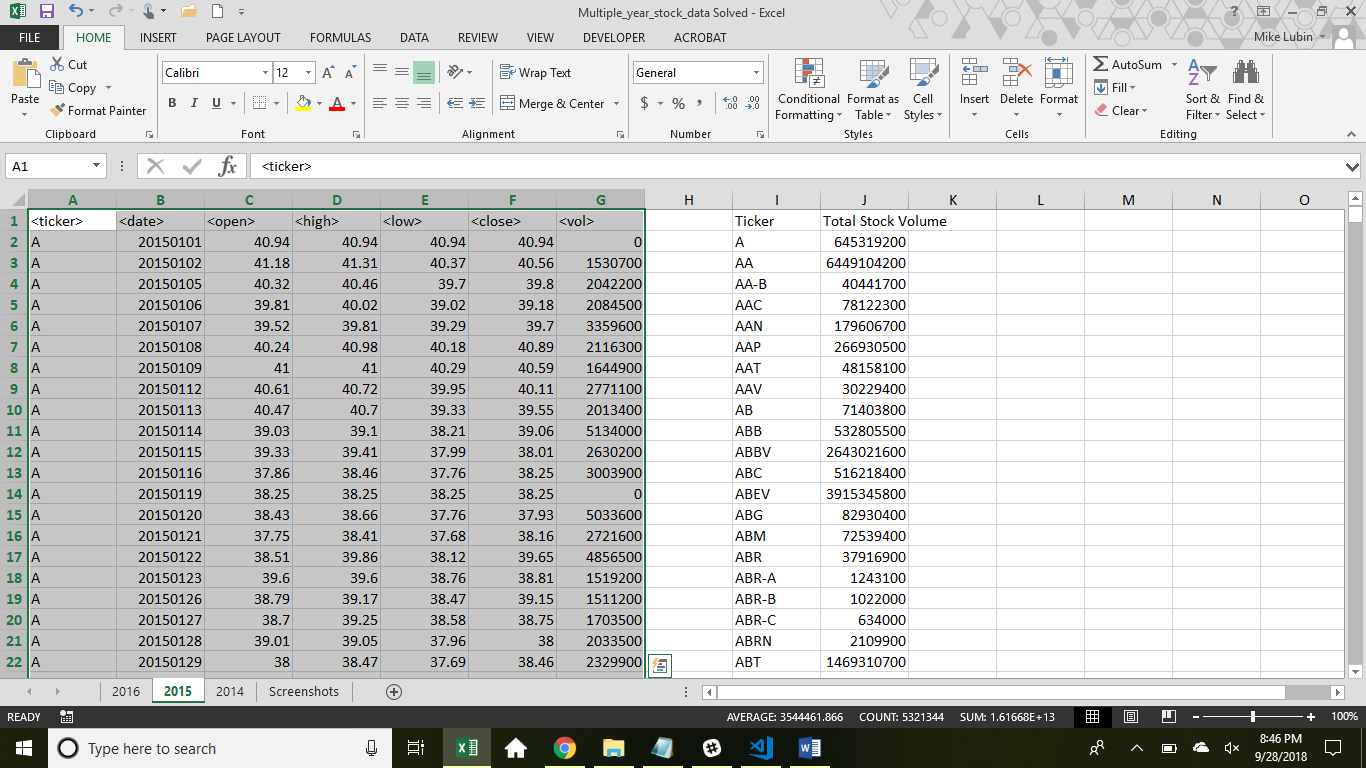 Multiple_year_stock_data Solved - Excel
FILE HOME INSERT PAGE LAYOUT FORMULAS DATA REVIEW VIEW DEVELOPER ACROBAT Mike Lubin
Paste Cut Copy Format Painter Clipboard
Calibri 12 B I U A Font
Wrap Text Merge & Center Alignment
General $ % , Number
Conditional Formatting Format as Table Cell Styles Styles
Insert Delete Format Cells
AutoSum Fill Clear Sort & Filter Find & Select Editing
A1 fx <ticker>
A B C D E F G H I J K L M N O
1 <ticker> <date> <open> <high> <low> <close> <vol> Ticker Total Stock Volume
2 A 20150101 40.94 40.94 40.94 40.94 0 A 645319200
3 A 20150102 41.18 41.31 40.37 40.56 1530700 AA 6449104200
4 A 20150105 40.32 40.46 39.7 39.8 2042200 AA-B 40441700
5 A 20150106 39.81 40.02 39.02 39.18 2084500 AAC 78122300
6 A 20150107 39.52 39.81 39.29 39.7 3359600 AAN 179606700
7 A 20150108 40.24 40.98 40.18 40.89 2116300 AAP 266930500
8 A 20150109 41 41 40.29 40.59 1644900 AAT 48158100
9 A 20150112 40.61 40.72 39.95 40.11 2771100 AAV 30229400
10 A 20150113 40.47 40.7 39.33 39.55 2013400 AB 71403800
11 A 20150114 39.03 39.1 38.21 39.06 5134000 ABB 532805500
12 A 20150115 39.33 39.41 37.99 38.01 2630200 ABBV 2643021600
13 A 20150116 37.86 38.46 37.76 38.25 3003900 ABC 516218400
14 A 20150119 38.25 38.25 38.25 38.25 0 ABEV 3915345800
15 A 20150120 38.43 38.66 37.76 37.93 5033600 ABG 82930400
16 A 20150121 37.75 38.41 37.68 38.16 2721600 ABM 72539400
17 A 20150122 38.51 39.86 38.12 39.65 4856500 ABR 37916900
18 A 20150123 39.6 39.6 38.76 38.81 1519200 ABR-A 1243100
19 A 20150126 38.79 39.17 38.47 39.15 1511200 ABR-B 1022000
20 A 20150127 38.7 39.25 38.58 38.75 1703500 ABR-C 634000
21 A 20150128 39.01 39.05 37.96 38 2033500 ABRN 2109900
22 A 20150129 38 38.47 37.69 38.46 2329900 ABT 1469310700
2016 2015 2014 Screenshots
READY AVERAGE: 3544461.866 COUNT: 5321344 SUM: 1.61668E+13 100%
Type here to search 8:46 PM
9/28/2018